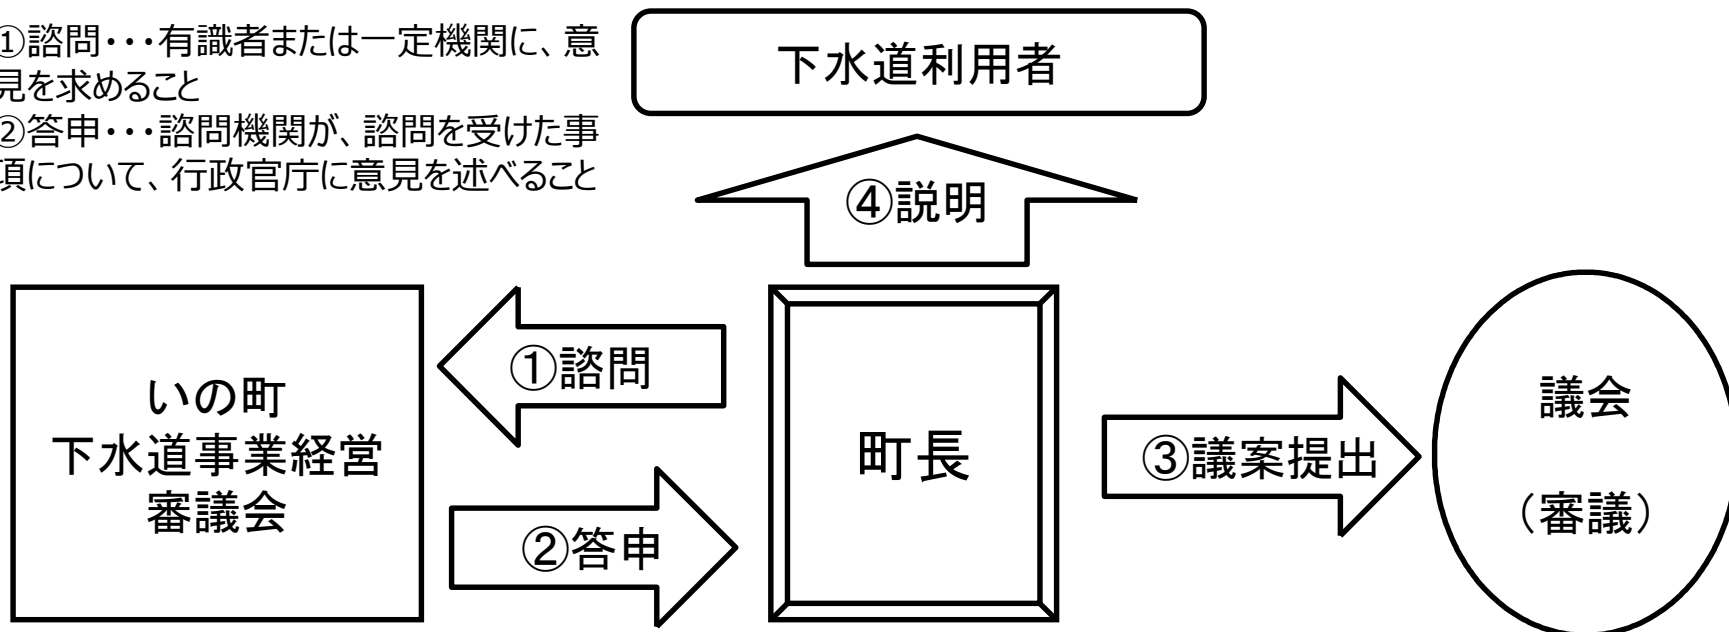 ①諮問・・・有識者または一定機関に、意
見を求めること
②答申・・・諮問機関が、諮問を受けた事
項について、行政官庁に意見を述べること
下水道利用者
④説明
いの町
下水道事業経営
審議会
①諮問
②答申
町長
③議案提出
議会
（審議）